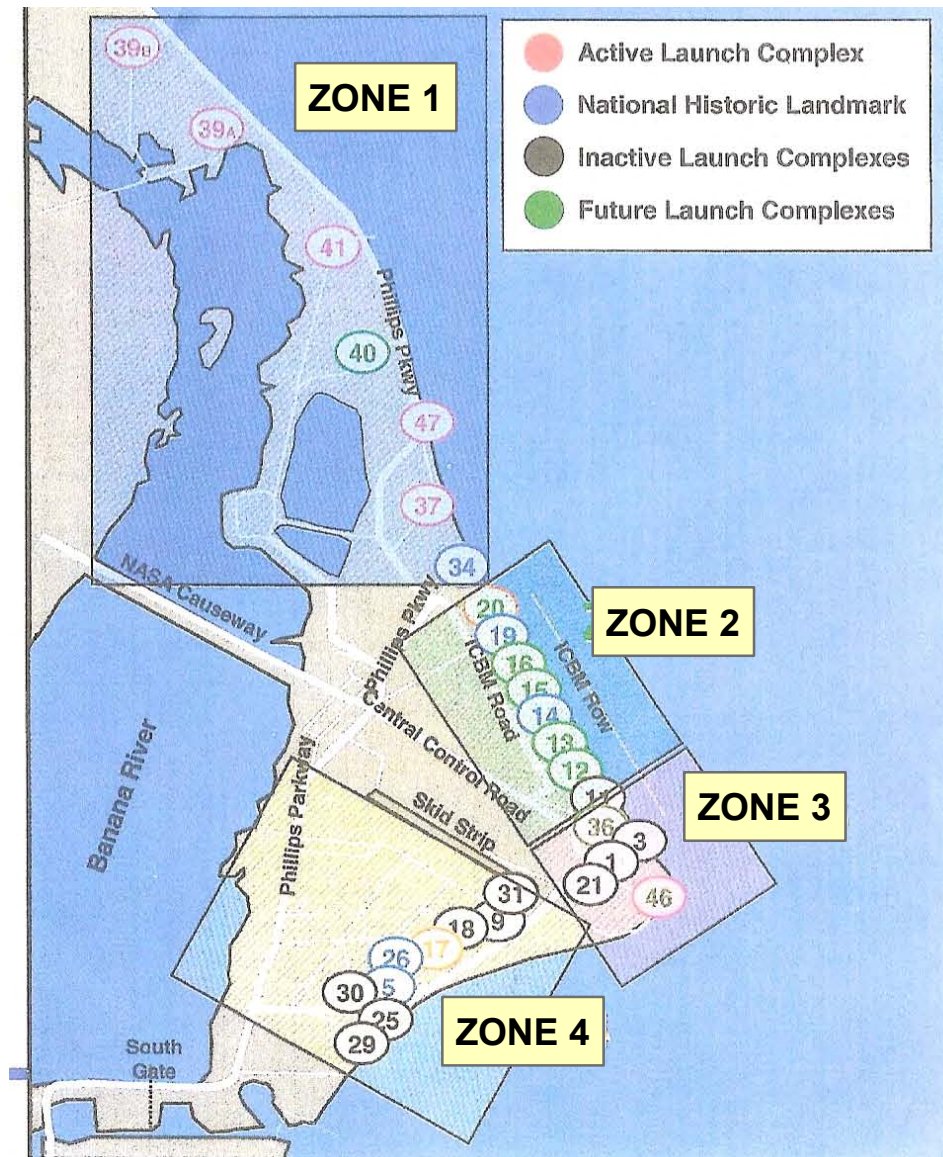 39B
ZONE 1
Active Launch Complex
National Historic Landmark
Inactive Launch Complexes
Future Launch Complexes
39A
41
Phillips Pkwy
40
47
37
34
NASA Causeway
Phillips Pkwy
20
ZONE 2
19
ICBM Road
ICBM Row
16
15
14
13
12
11
Central Control Road
Banana River
Phillips Parkway
Skid Strip
ZONE 3
36
3
1
21
46
31
9
18
17
26
5
30
25
29
ZONE 4
South
Gate